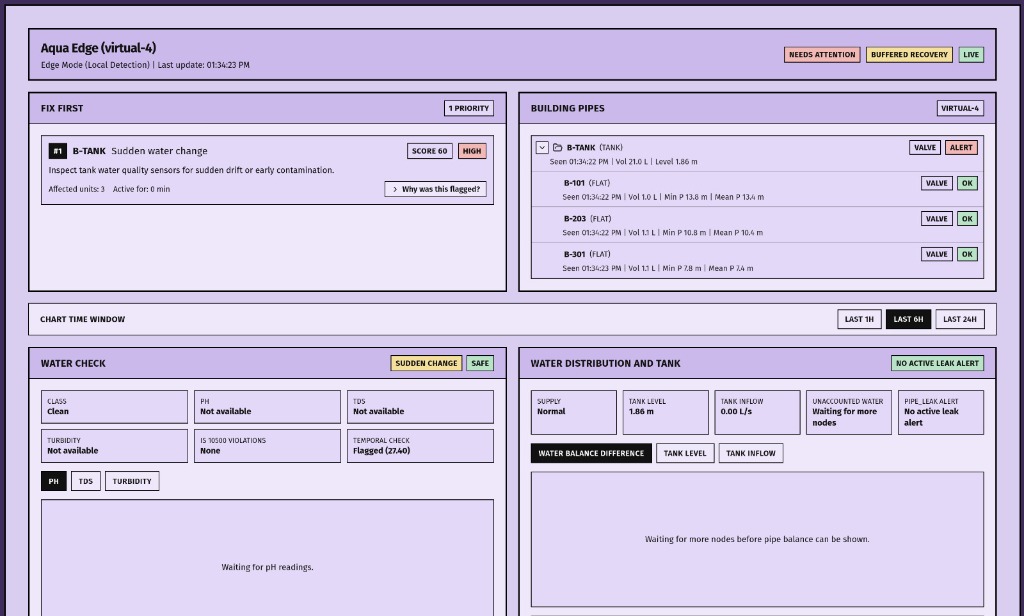 Aqua Edge (virtual-4)
Edge Mode (Local Detection) | Last update: 01:34:23 PM
NEEDS ATTENTION
BUFFERED RECOVERY
LIVE
FIX FIRST
1 PRIORITY
#1 B-TANK Sudden water change
SCORE 60
HIGH
Inspect tank water quality sensors for sudden drift or early contamination.
Affected units: 3 Active for: 0 min
› Why was this flagged?
BUILDING PIPES
VIRTUAL-4
B-TANK (TANK)
VALVE
ALERT
Seen 01:34:22 PM | Vol 21.0 L | Level 1.86 m
B-101 (FLAT)
VALVE
OK
Seen 01:34:22 PM | Vol 1.0 L | Min P 13.8 m | Mean P 13.4 m
B-203 (FLAT)
VALVE
OK
Seen 01:34:22 PM | Vol 1.1 L | Min P 10.8 m | Mean P 10.4 m
B-301 (FLAT)
VALVE
OK
Seen 01:34:23 PM | Vol 1.1 L | Min P 7.8 m | Mean P 7.4 m
CHART TIME WINDOW
LAST 1H
LAST 6H
LAST 24H
WATER CHECK
SUDDEN CHANGE
SAFE
CLASS
Clean
PH
Not available
TDS
Not available
TURBIDITY
Not available
IS 10500 VIOLATIONS
None
TEMPORAL CHECK
Flagged (27.40)
PH
TDS
TURBIDITY
Waiting for pH readings.
WATER DISTRIBUTION AND TANK
NO ACTIVE LEAK ALERT
SUPPLY
Normal
TANK LEVEL
1.86 m
TANK INFLOW
0.00 L/s
UNACCOUNTED WATER
Waiting for more
nodes
PIPE_LEAK ALERT
No active leak
alert
WATER BALANCE DIFFERENCE
TANK LEVEL
TANK INFLOW
Waiting for more nodes before pipe balance can be shown.